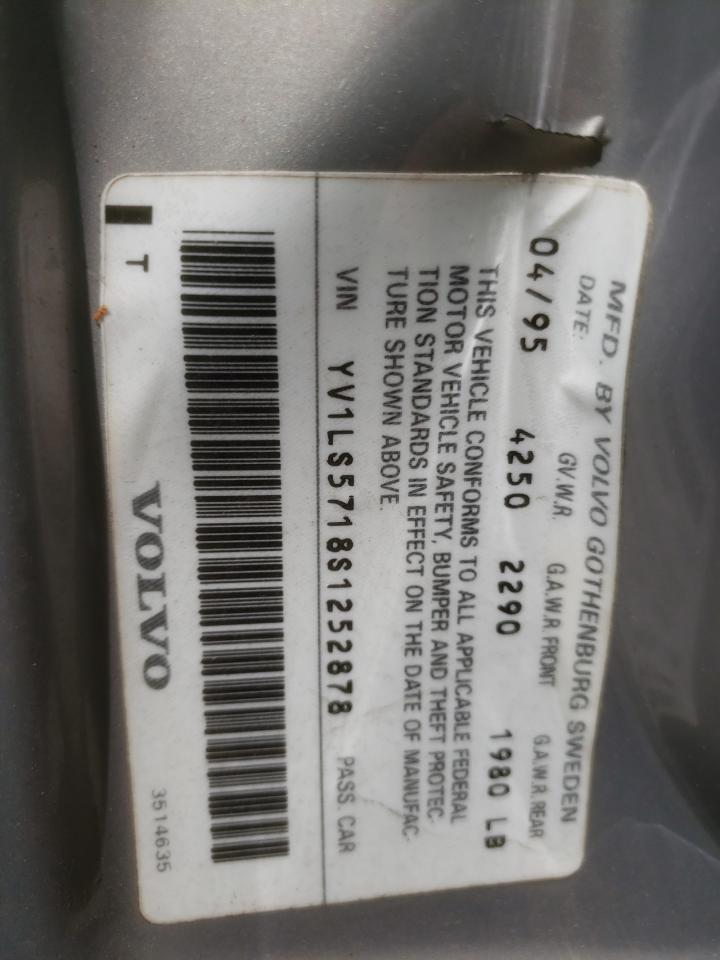 MFD. BY VOLVO GOTHENBURG SWEDEN
DATE: GV.W.R. G.A.W.R. FRONT G.A.W.R. REAR
04/95 4250 2290 1980 LB
THIS VEHICLE CONFORMS TO ALL APPLICABLE FEDERAL
MOTOR VEHICLE SAFETY, BUMPER AND THEFT PROTEC-
TION STANDARDS IN EFFECT ON THE DATE OF MANUFAC-
TURE SHOWN ABOVE.
VIN YV1LS5718S1252878 PASS. CAR
T VOLVO 3514635